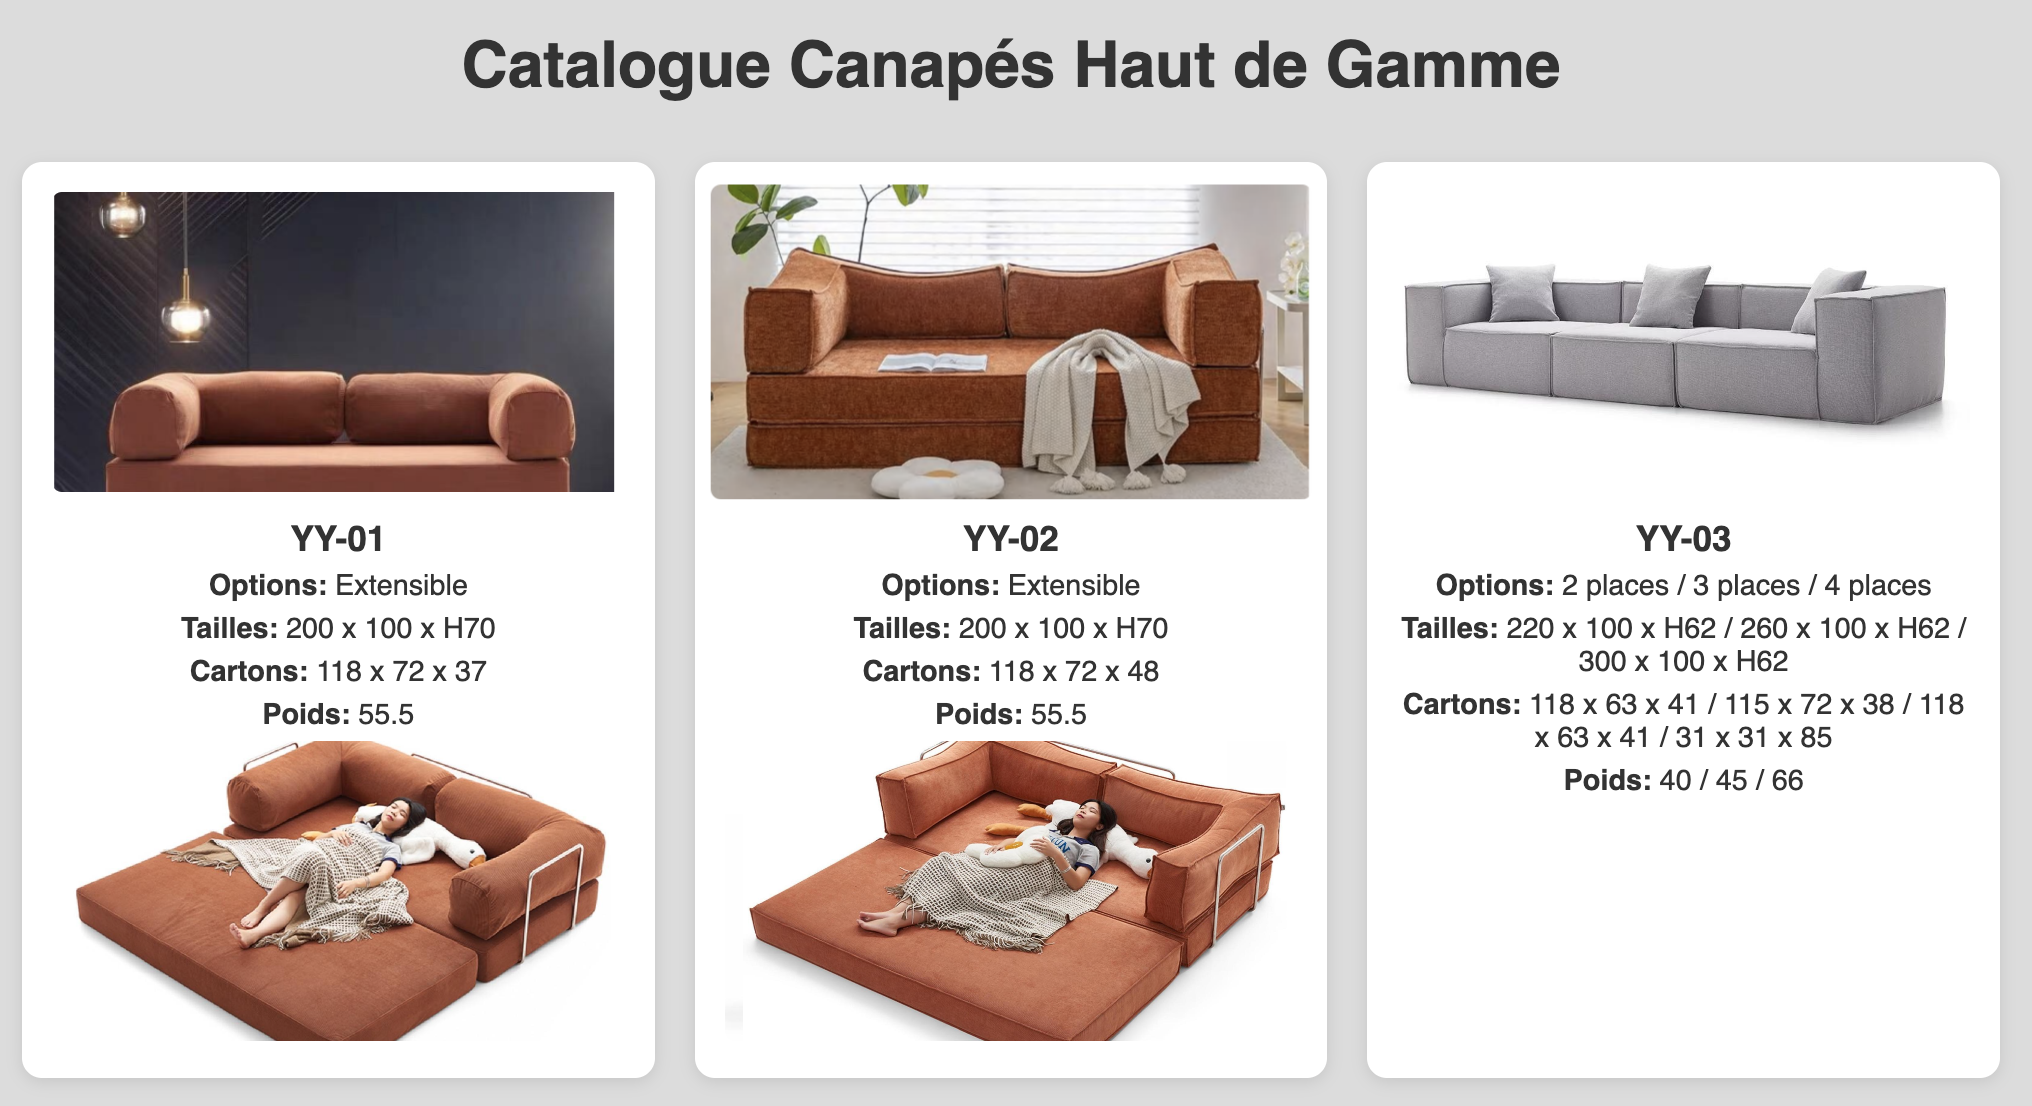 Catalogue Canapés Haut de Gamme
YY-01
Options: Extensible
Tailles: 200 x 100 x H70
Cartons: 118 x 72 x 37
Poids: 55.5
YY-02
Options: Extensible
Tailles: 200 x 100 x H70
Cartons: 118 x 72 x 48
Poids: 55.5
YY-03
Options: 2 places / 3 places / 4 places
Tailles: 220 x 100 x H62 / 260 x 100 x H62 /
300 x 100 x H62
Cartons: 118 x 63 x 41 / 115 x 72 x 38 / 118
x 63 x 41 / 31 x 31 x 85
Poids: 40 / 45 / 66